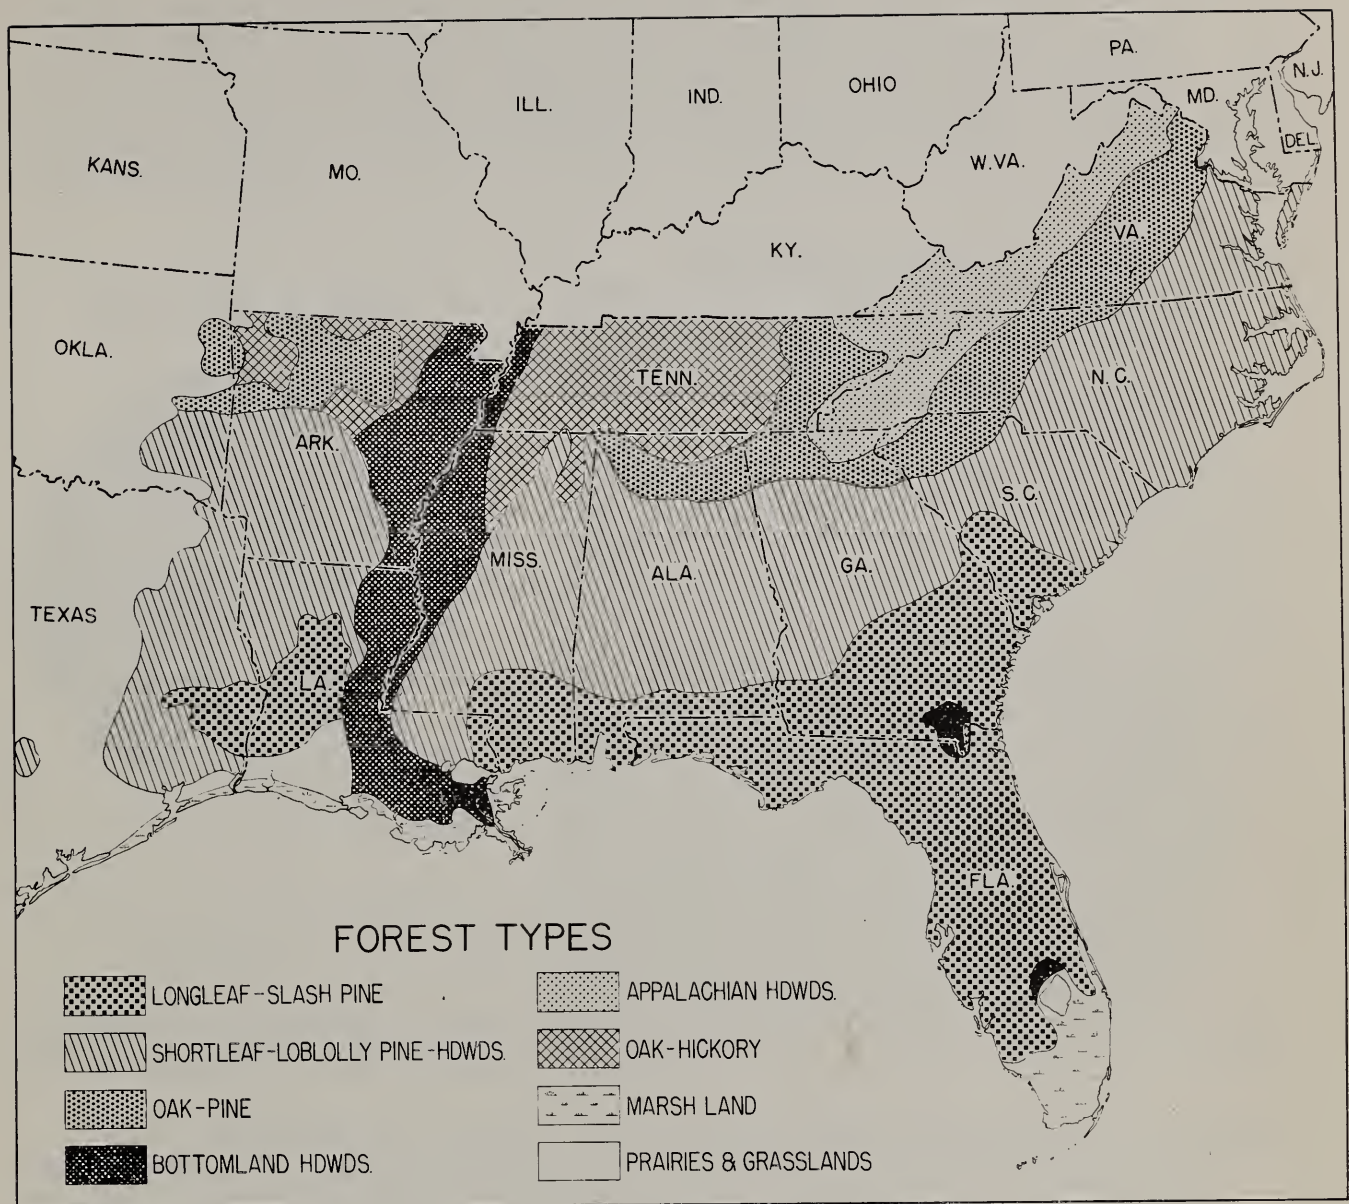 PA.
N.J.
ILL.
IND.
OHIO
MD.
DEL.
KANS.
MO.
W.VA.
VA.
KY.
OKLA.
TENN.
N.C.
ARK.
S.C.
MISS.
ALA.
GA.
TEXAS
LA.
FLA.
FOREST TYPES
LONGLEAF-SLASH PINE
SHORTLEAF-LOBLOLLY PINE-HDWDS.
OAK-PINE
BOTTOMLAND HDWDS.
APPALACHIAN HDWDS.
OAK-HICKORY
MARSH LAND
PRAIRIES & GRASSLANDS